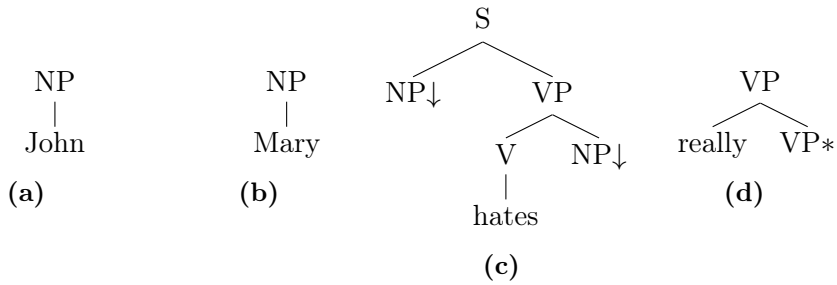 S
NP NP NP↓ VP VP
John Mary V NP↓ really VP*
(a) (b) hates (d)
(c)